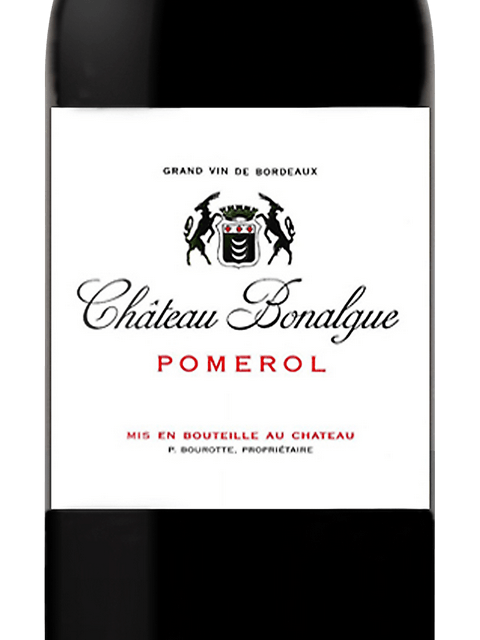 GRAND VIN DE BORDEAUX
Château Bonalgue
POMEROL
MIS EN BOUTEILLE AU CHATEAU
P. BOUROTTE, PROPRIÉTAIRE